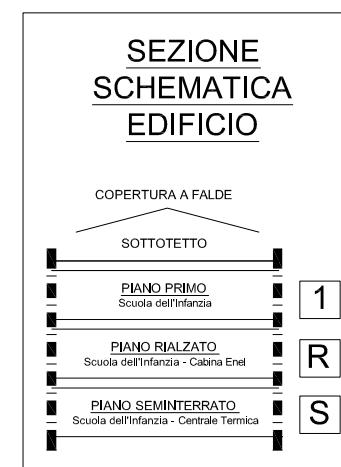 SEZIONE
SCHEMATICA
EDIFICIO
COPERTURA A FALDE
SOTTOTETTO
PIANO PRIMO
Scuola dell'Infanzia
1
PIANO RIALZATO
Scuola dell'Infanzia - Cabina Enel
R
PIANO SEMINTERRATO
Scuola dell'Infanzia - Centrale Termica
S